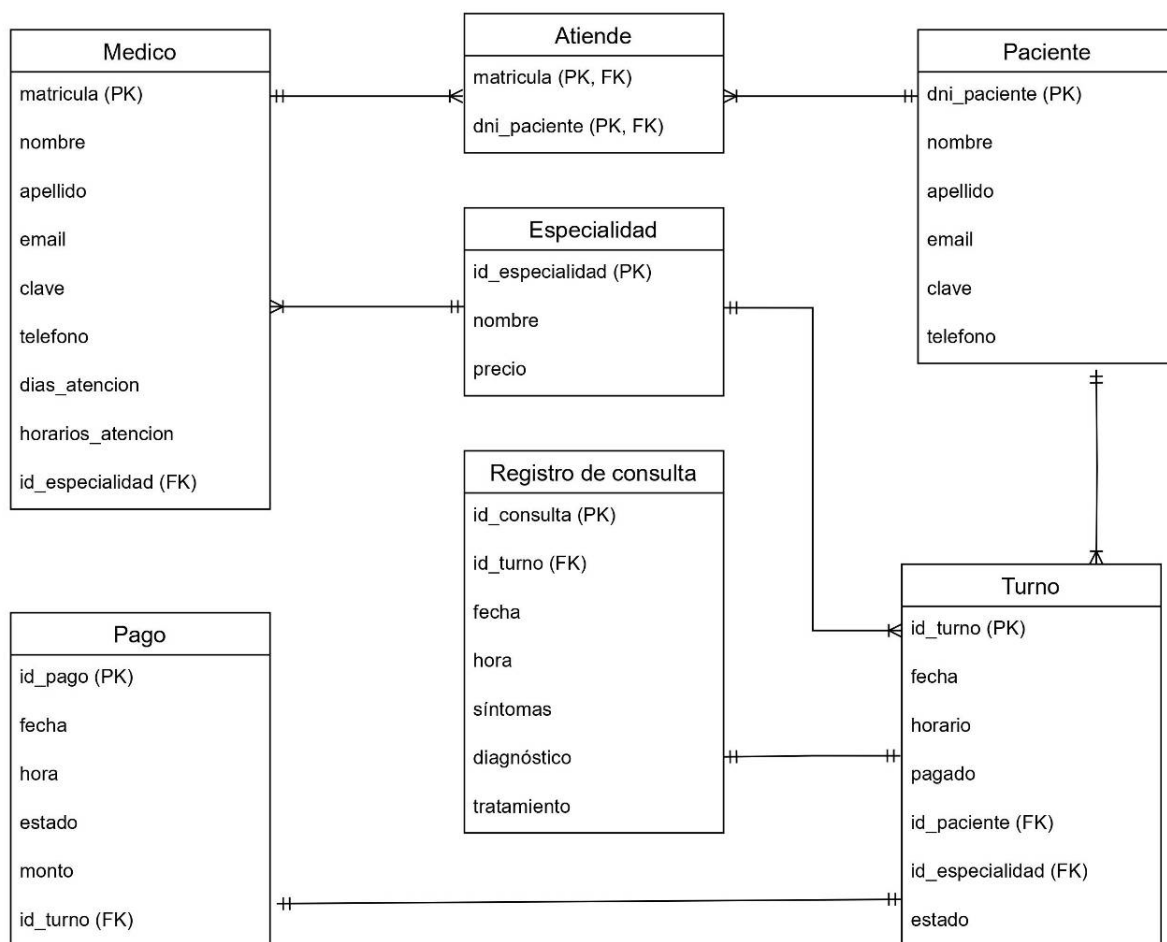 Medico
matricula (PK)
nombre
apellido
email
clave
telefono
dias_atencion
horarios_atencion
id_especialidad (FK)
Atiende
matricula (PK, FK)
dni_paciente (PK, FK)
Paciente
dni_paciente (PK)
nombre
apellido
email
clave
telefono
Especialidad
id_especialidad (PK)
nombre
precio
Registro de consulta
id_consulta (PK)
id_turno (FK)
fecha
hora
síntomas
diagnóstico
tratamiento
Pago
id_pago (PK)
fecha
hora
estado
monto
id_turno (FK)
Turno
id_turno (PK)
fecha
horario
pagado
id_paciente (FK)
id_especialidad (FK)
estado